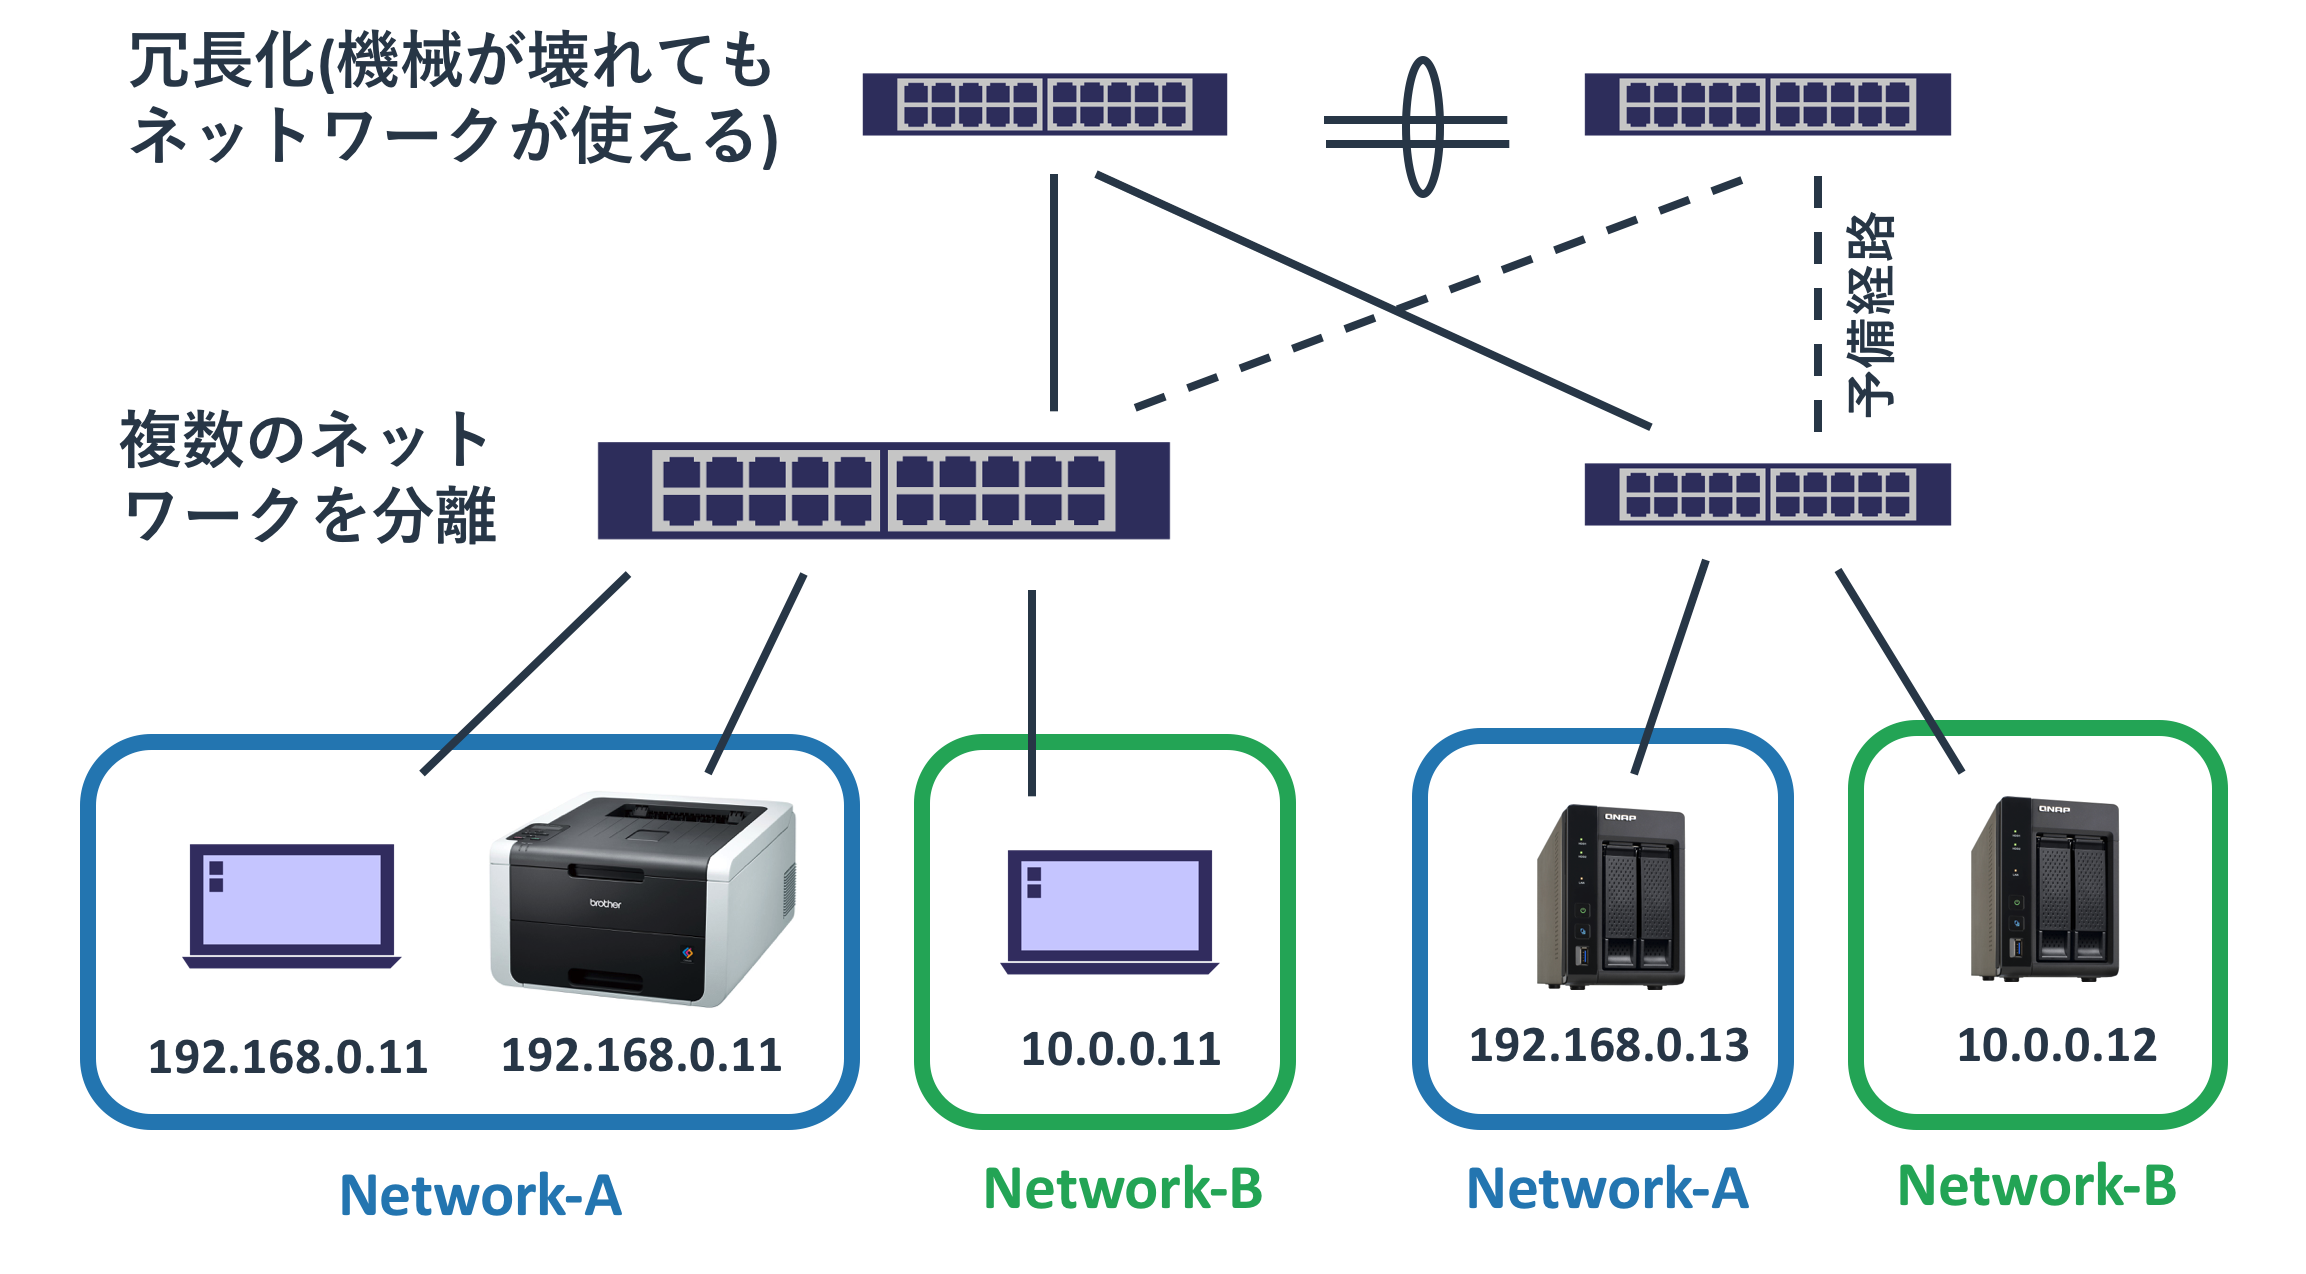 冗長化(機械が壊れても
ネットワークが使える)
予備経路
複数のネット
ワークを分離
brother
QNAP
QNAP
192.168.0.11
192.168.0.11
10.0.0.11
192.168.0.13
10.0.0.12
Network-A
Network-B
Network-A
Network-B